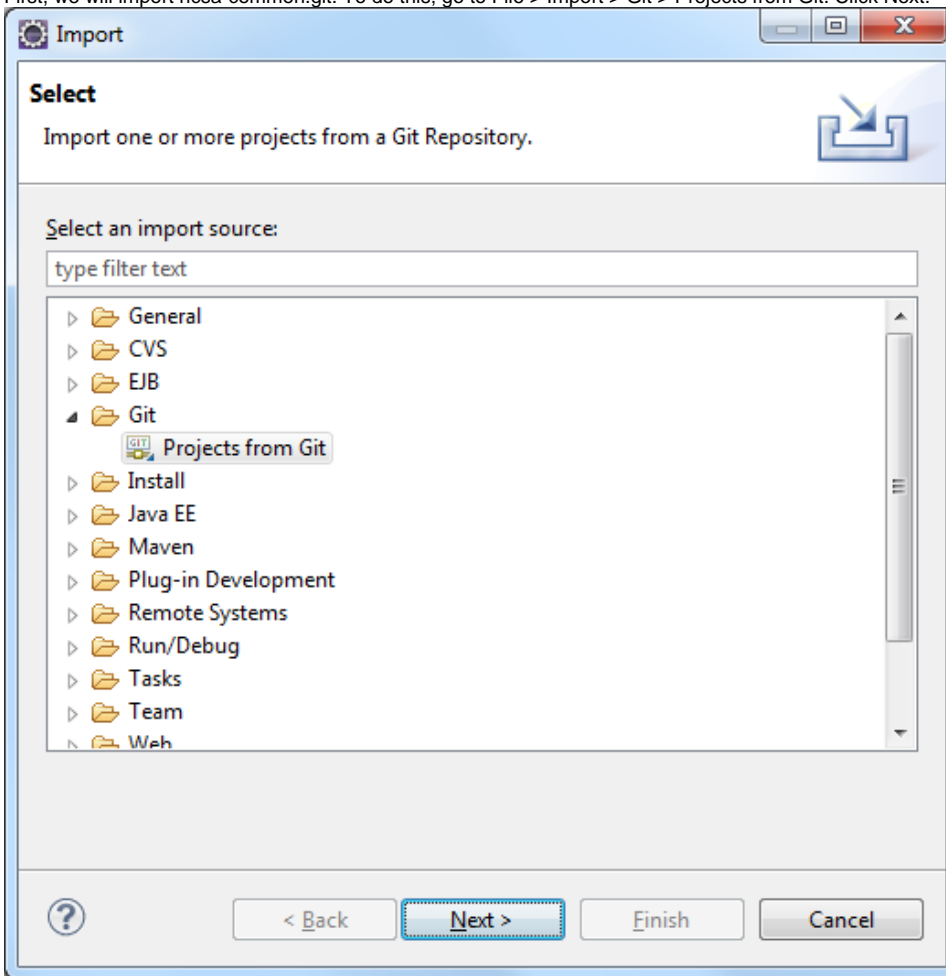 First, we will import hosa-common.git. To do this, go to File > Import > Git > Projects from Git. Click Next.
Import
Select
Import one or more projects from a Git Repository.
Select an import source:
type filter text
General
CVS
EJB
Git
Projects from Git
Install
Java EE
Maven
Plug-in Development
Remote Systems
Run/Debug
Tasks
Team
Web
< Back
Next >
Finish
Cancel